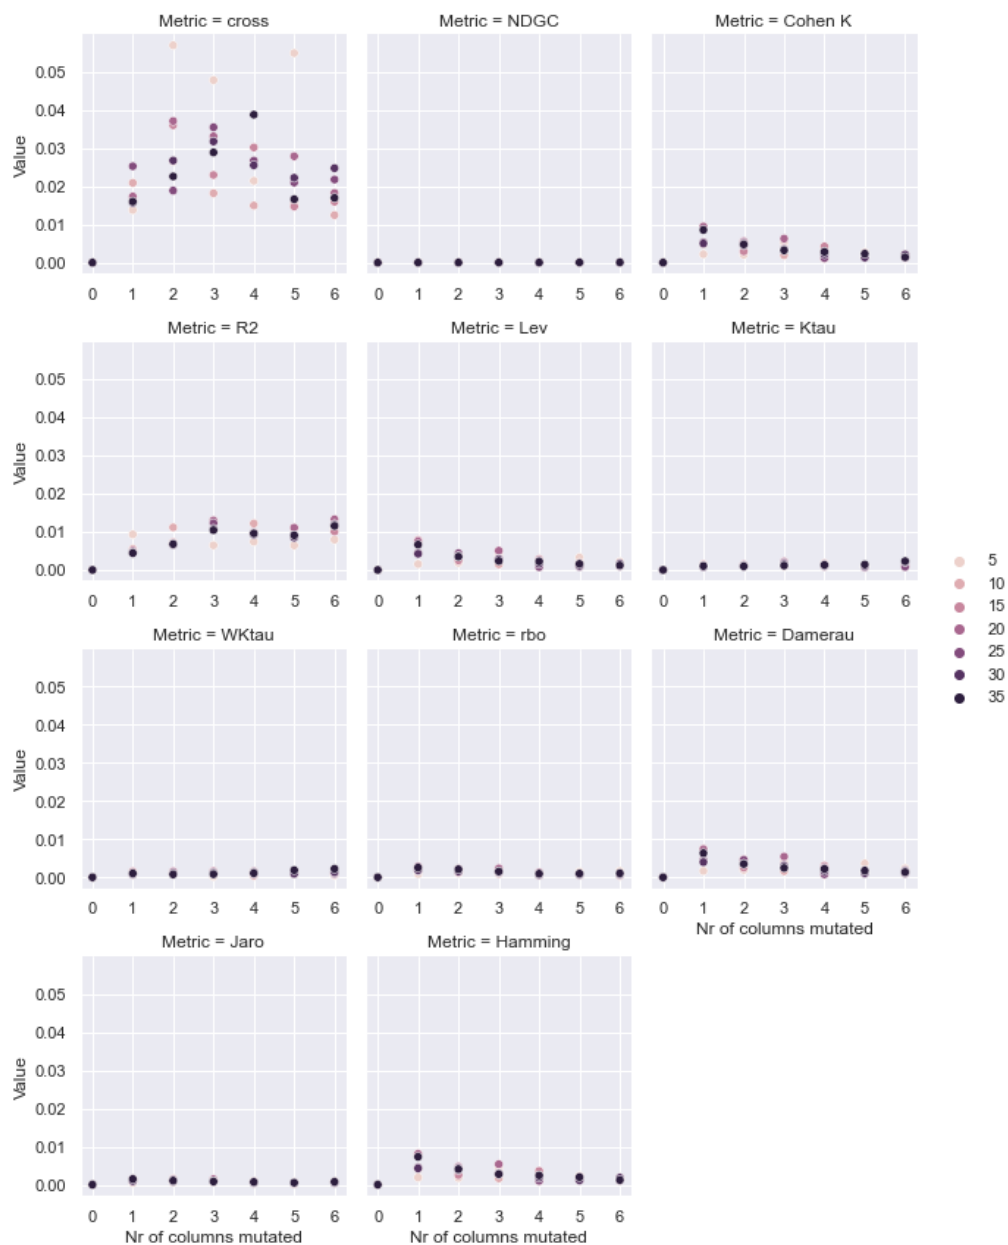 Metric = cross
Metric = NDGC
Metric = Cohen K
0.05
0.04
0.03
0.02
0.01
0.00
Value
0 1 2 3 4 5 6
0 1 2 3 4 5 6
0 1 2 3 4 5 6
Metric = R2
Metric = Lev
Metric = Ktau
0.05
0.04
0.03
0.02
0.01
0.00
Value
0 1 2 3 4 5 6
0 1 2 3 4 5 6
0 1 2 3 4 5 6
Metric = WKtau
Metric = rbo
Metric = Damerau
0.05
0.04
0.03
0.02
0.01
0.00
Value
0 1 2 3 4 5 6
0 1 2 3 4 5 6
0 1 2 3 4 5 6
Nr of columns mutated
Metric = Jaro
Metric = Hamming
0.05
0.04
0.03
0.02
0.01
0.00
Value
0 1 2 3 4 5 6
0 1 2 3 4 5 6
Nr of columns mutated
Nr of columns mutated
5
10
15
20
25
30
35